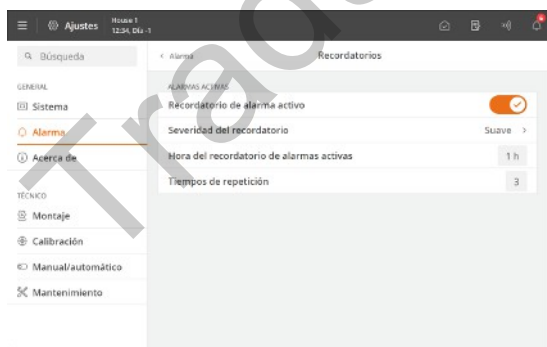 Ajustes
House 1
12:34, Día -1
6
Búsqueda
< Alarma
Recordatorios
GENERAL
Sistema
Alarma
Acerca de
TÉCNICO
Montaje
Calibración
Manual/automático
Mantenimiento
ALARMAS ACTIVAS
Recordatorio de alarma activo
Severidad del recordatorio
Suave >
Hora del recordatorio de alarmas activas
1 h
Tiempos de repetición
3